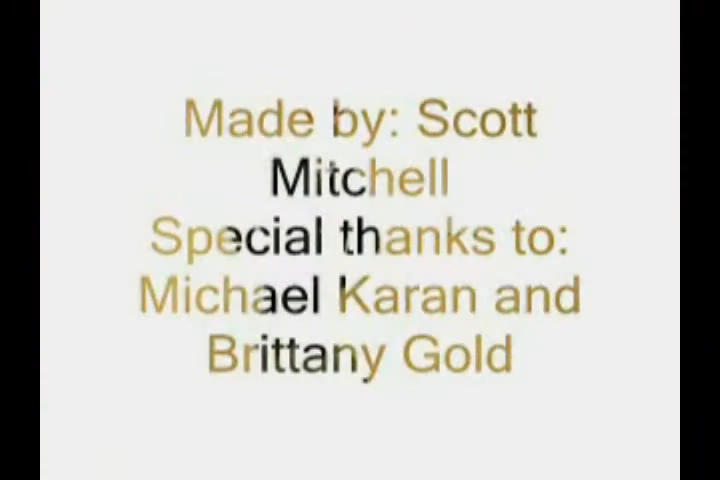 Made by: Scott
Mitchell
Special thanks to:
Michael Karan and
Brittany Gold